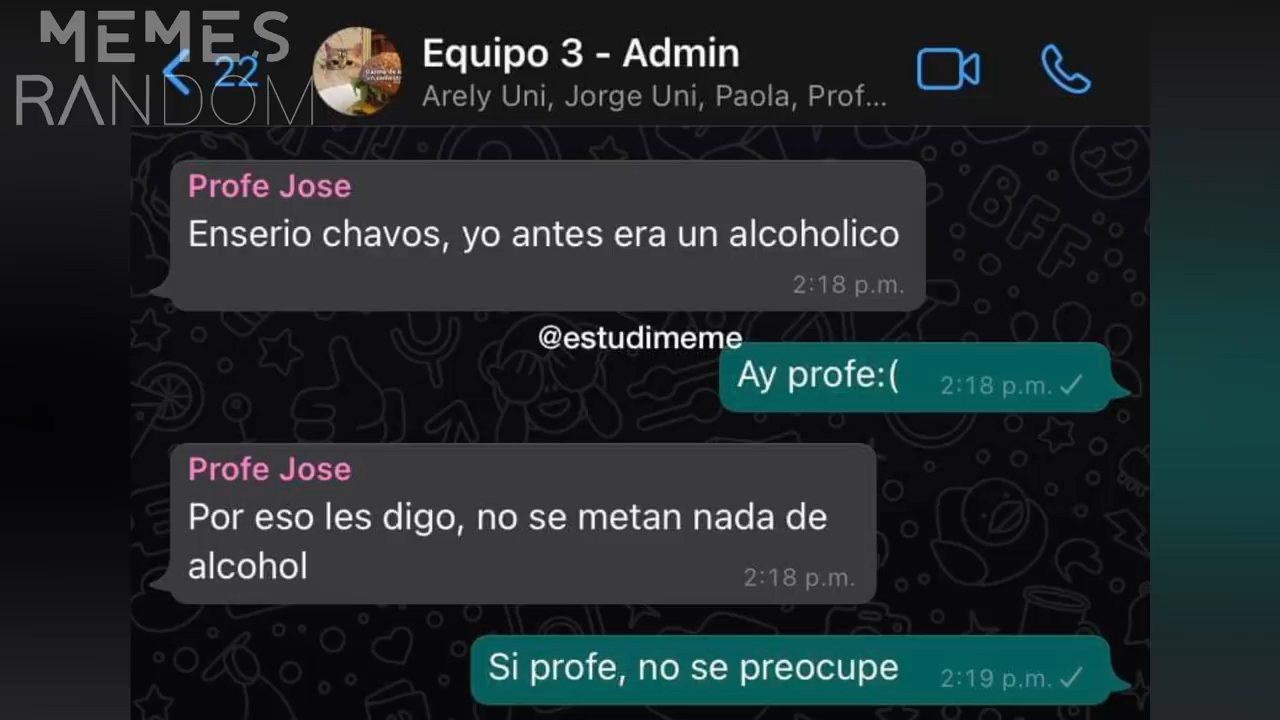 MEMES
RANDOM
22
Equipo 3 - Admin
Arely Uni, Jorge Uni, Paola, Prof...
BFF
Profe Jose
Enserio chavos, yo antes era un alcoholico
2:18 p.m.
@estudimeme
Ay profe:( 2:18 p.m.
Profe Jose
Por eso les digo, no se metan nada de
alcohol
2:18 p.m.
Si profe, no se preocupe 2:19 p.m.